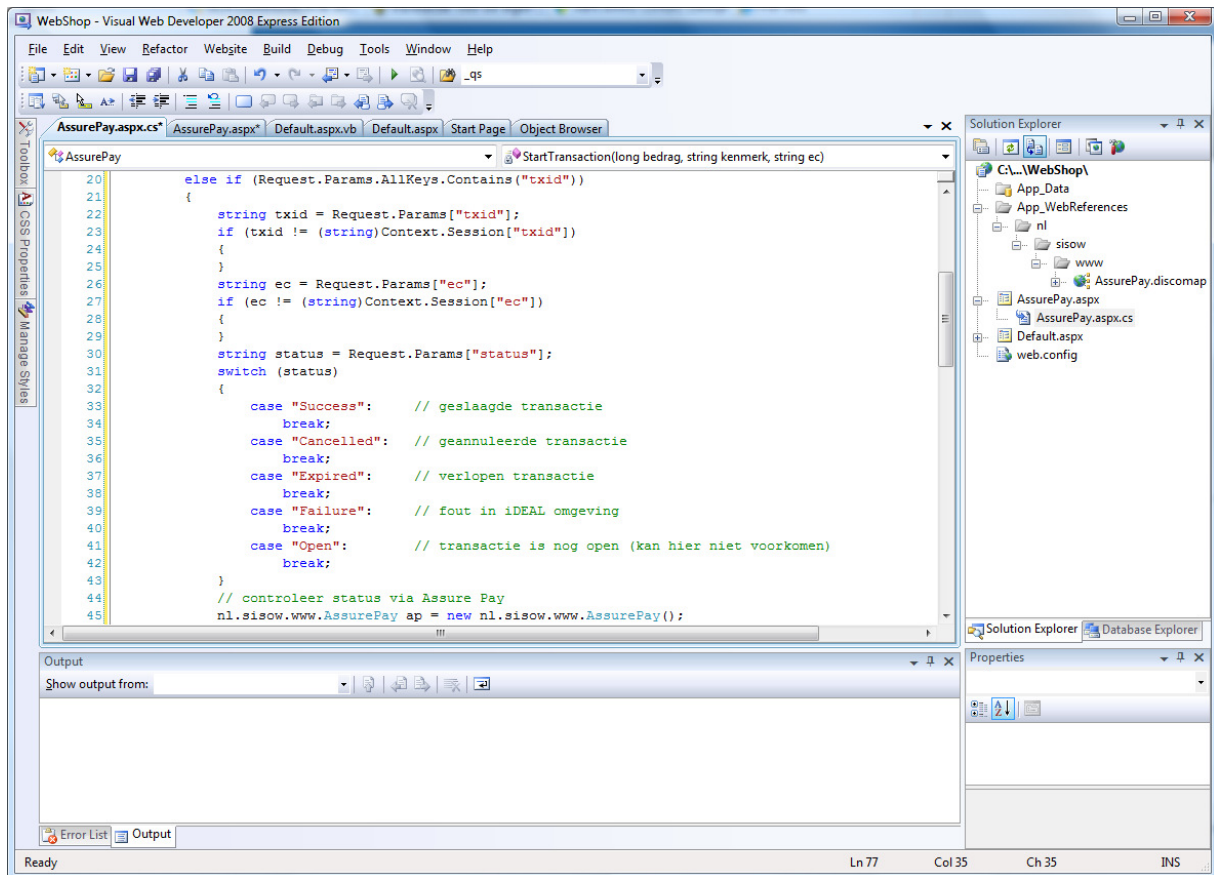 WebShop - Visual Web Developer 2008 Express Edition
File Edit View Refactor Website Build Debug Tools Window Help
_qs
AssurePay.aspx.cs* AssurePay.aspx* Default.aspx.vb Default.aspx Start Page Object Browser
AssurePay StartTransaction(long bedrag, string kenmerk, string ec)
20 else if (Request.Params.AllKeys.Contains("txid"))
21 {
22 string txid = Request.Params["txid"];
23 if (txid != (string)Context.Session["txid"])
24 {
25 }
26 string ec = Request.Params["ec"];
27 if (ec != (string)Context.Session["ec"])
28 {
29 }
30 string status = Request.Params["status"];
31 switch (status)
32 {
33 case "Success": // geslaagde transactie
34 break;
35 case "Cancelled": // geannuleerde transactie
36 break;
37 case "Expired": // verlopen transactie
38 break;
39 case "Failure": // fout in iDEAL omgeving
40 break;
41 case "Open": // transactie is nog open (kan hier niet voorkomen)
42 break;
43 }
44 // controleer status via Assure Pay
45 nl.sisow.www.AssurePay ap = new nl.sisow.www.AssurePay();
Toolbox
CSS Properties
Manage Styles
Solution Explorer
C:\...\WebShop\
App_Data
App_WebReferences
nl
sisow
www
AssurePay.discomap
AssurePay.aspx
AssurePay.aspx.cs
Default.aspx
web.config
Solution Explorer Database Explorer
Output
Show output from:
Error List Output
Properties
Ready Ln 77 Col 35 Ch 35 INS